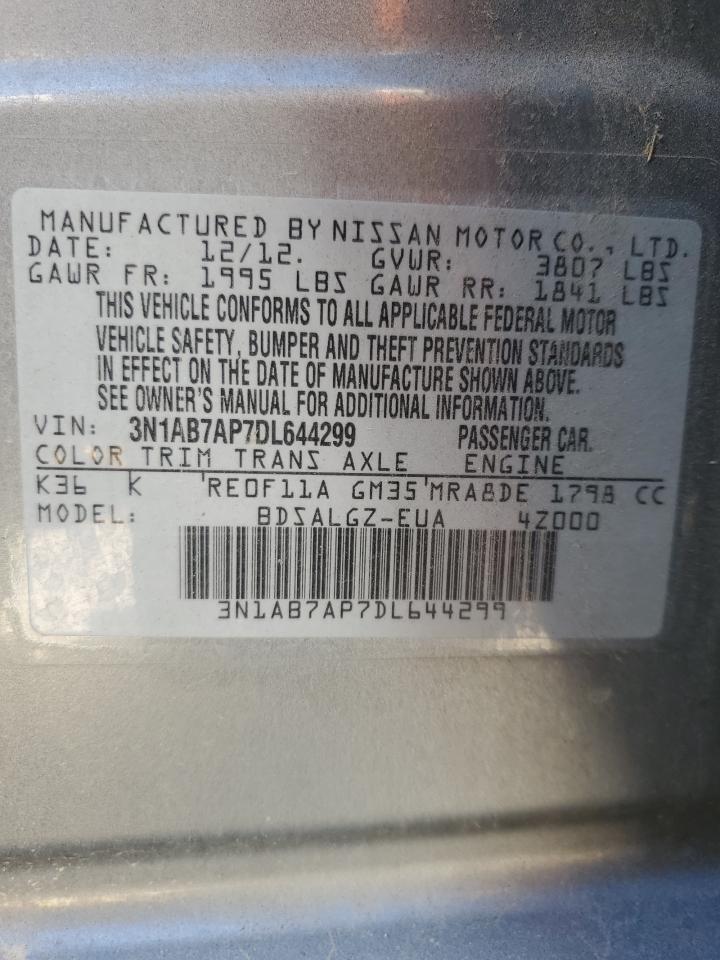 MANUFACTURED BY NISSAN MOTOR CO., LTD.
DATE: 12/12. GVWR: 3807 LBS
GAWR FR: 1995 LBS GAWR RR: 1841 LBS
THIS VEHICLE CONFORMS TO ALL APPLICABLE FEDERAL MOTOR
VEHICLE SAFETY, BUMPER AND THEFT PREVENTION STANDARDS
IN EFFECT ON THE DATE OF MANUFACTURE SHOWN ABOVE.
SEE OWNER'S MANUAL FOR ADDITIONAL INFORMATION.
VIN: 3N1AB7AP7DL644299 PASSENGER CAR.
COLOR TRIM TRANS AXLE ENGINE
K36 K RE0F11A GM35 MRA8DE 1798 CC
MODEL: BDSALGZ-EUA 4Z000
3N1AB7AP7DL644299